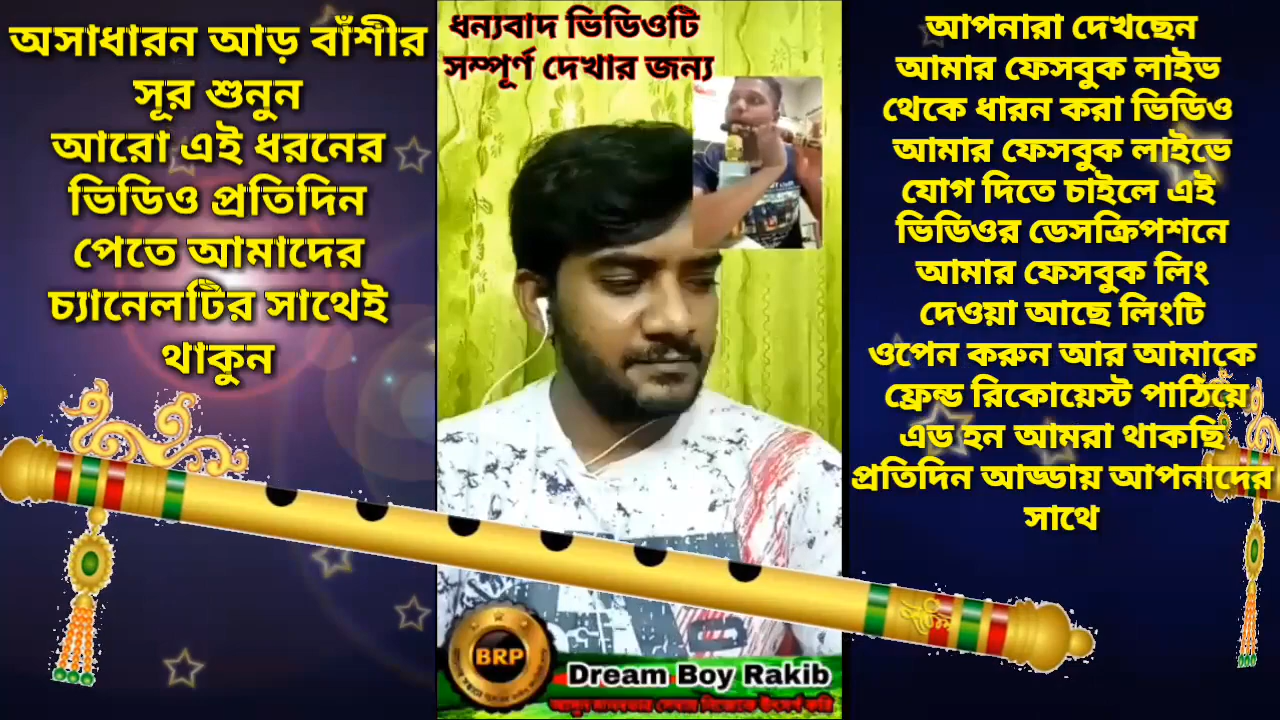 অসাধারন আড় বাঁশীর
সূর শুনুন
আরো এই ধরনের
ভিডিও প্রতিদিন
পেতে আমাদের
চ্যানেলটির সাথেই
থাকুন
ধন্যবাদ ভিডিওটি
সম্পূর্ণ দেখার জন্য
আপনারা দেখছেন
আমার ফেসবুক লাইভ
থেকে ধারন করা ভিডিও
আমার ফেসবুক লাইভে
যোগ দিতে চাইলে এই
ভিডিওর ডেসক্রিপশনে
আমার ফেসবুক লিং
দেওয়া আছে লিংটি
ওপেন করুন আর আমাকে
ফ্রেন্ড রিকোয়েস্ট পাঠিয়ে
এড হন আমরা থাকছি
প্রতিদিন আড্ডায় আপনাদের
সাথে
BRP
Dream Boy Rakib